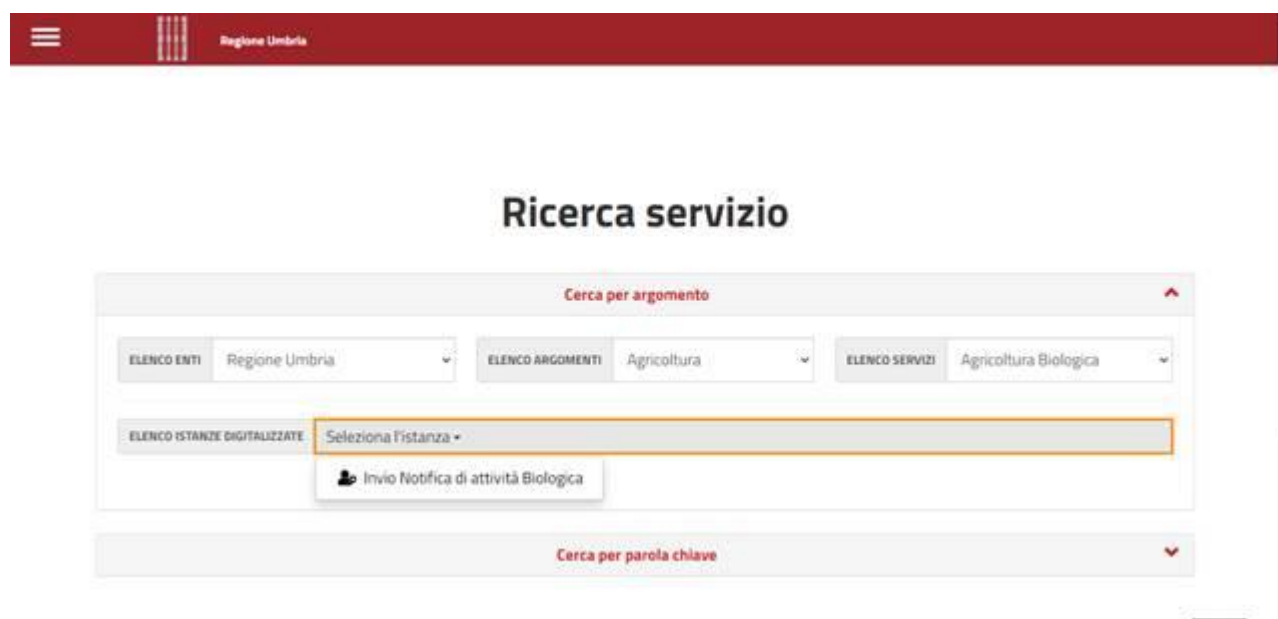 Regione Umbria
Ricerca servizio
Cerca per argomento
ELENCO ENTI Regione Umbria ELENCO ARGOMENTI Agricoltura ELENCO SERVIZI Agricoltura Biologica
ELENCO ISTANZE DIGITALIZZATE Seleziona l'istanza
Invio Notifica di attività Biologica
Cerca per parola chiave